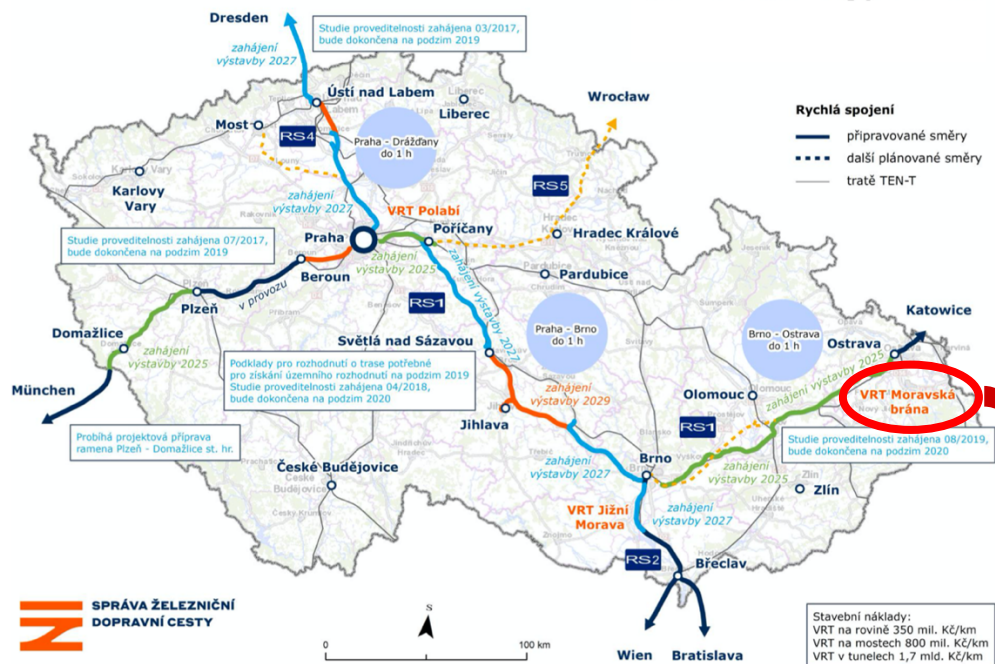 Dresden
Studie proveditelnosti zahájena 03/2017,
bude dokončena na podzim 2019
zahájení
výstavby 2027
Ústí nad Labem
Liberec
Wrocław
Most
RS4
Praha - Drážďany
do 1 h
Rychlá spojení
připravované směry
další plánované směry
tratě TEN-T
Karlovy
Vary
RS5
zahájení
výstavby 2027
VRT Polabí
Studie proveditelnosti zahájena 07/2017,
bude dokončena na podzim 2019
Praha
Poříčany
Hradec Králové
zahájení
výstavby 2025
Beroun
v provozu
Plzeň
zahájení výstavby 2027
Pardubice
RS1
Domažlice
zahájení
výstavby 2025
Světlá nad Sázavou
Praha - Brno
do 1 h
Brno - Ostrava
do 1 h
Katowice
Ostrava
zahájení výstavby 2025
VRT Moravská
brána
Podklady pro rozhodnutí o trase potřebné
pro získání územního rozhodnutí na podzim 2019
Studie proveditelnosti zahájena 04/2018,
bude dokončena na podzim 2020
zahájení
výstavby 2029
Olomouc
München
Jihlava
RS1
Studie proveditelnosti zahájena 08/2019,
bude dokončena na podzim 2020
Probíhá projektová příprava
ramena Plzeň - Domažlice st. hr.
České Budějovice
zahájení
výstavby 2027
Brno
zahájení
výstavby 2025
Zlín
VRT Jižní
Morava
zahájení
výstavby 2027
RS2
Břeclav
SPRÁVA ŽELEZNIČNÍ
DOPRAVNÍ CESTY
S
0
100 km
Wien
Bratislava
Stavební náklady:
VRT na rovině 350 mil. Kč/km
VRT na mostech 800 mil. Kč/km
VRT v tunelech 1,7 mld. Kč/km